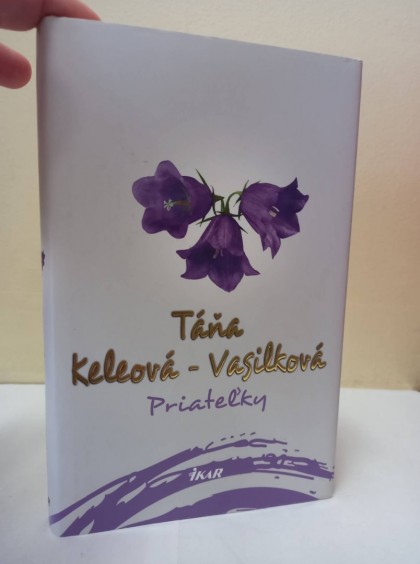 Táňa
Keleová - Vasilková
Priateľky
IKAR